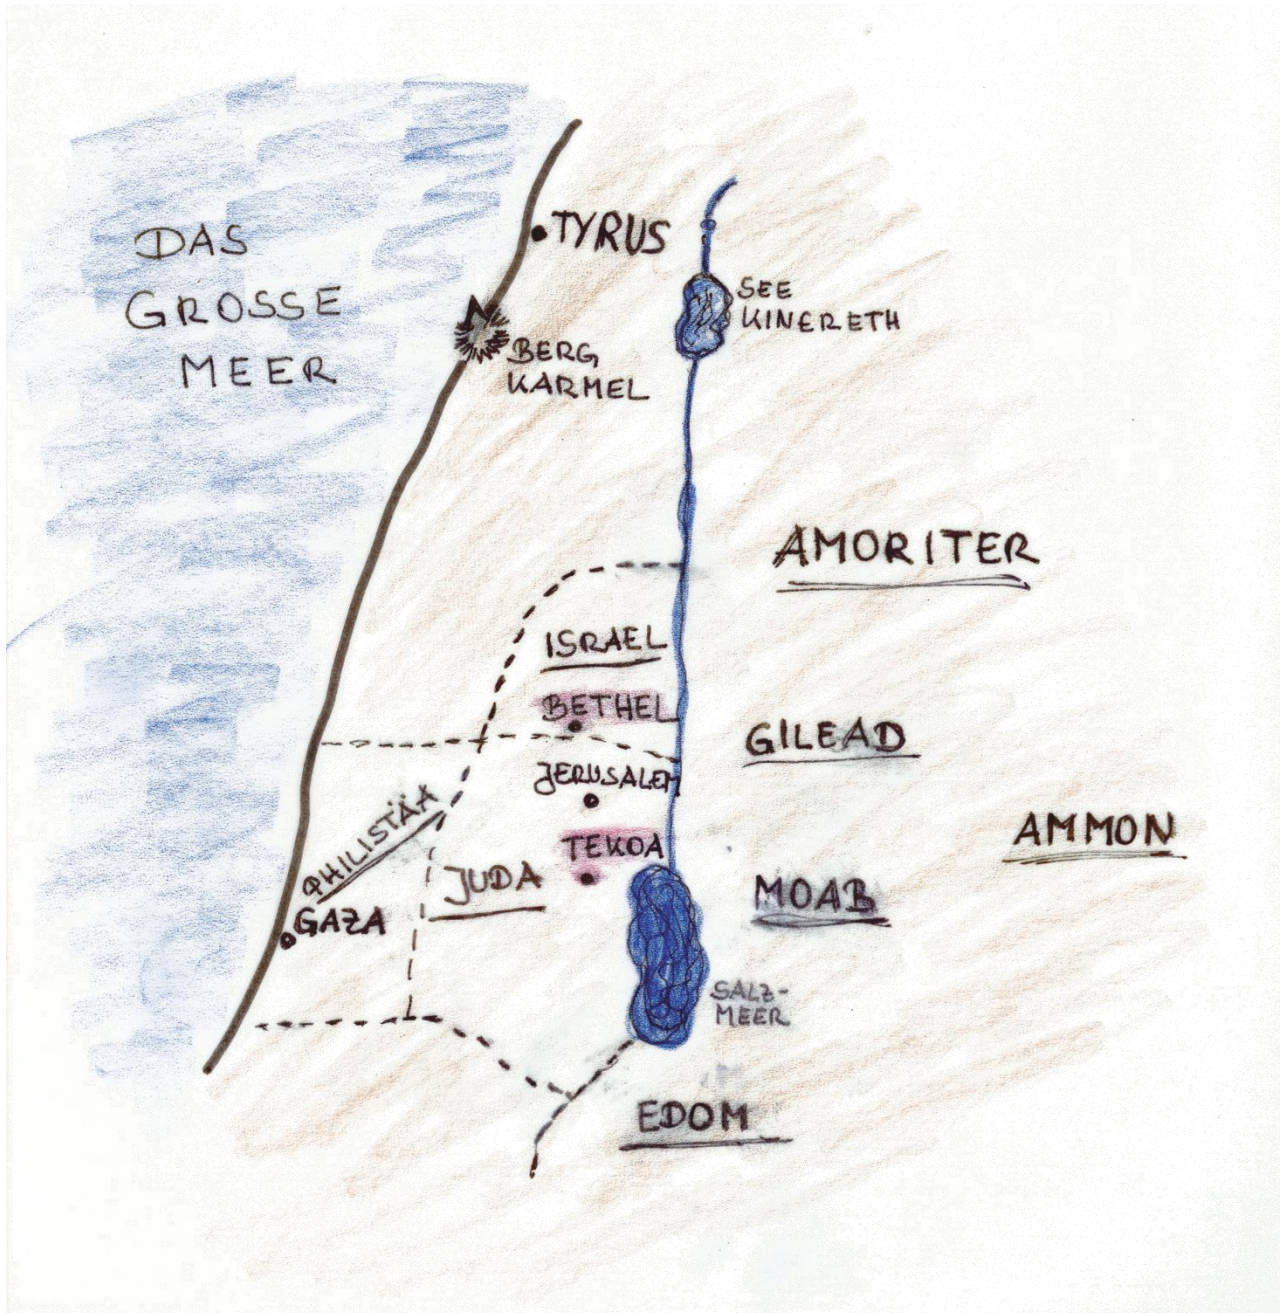 DAS
GROSSE
MEER
TYRUS
SEE
KINERETH
BERG
KARMEL
AMORITER
ISRAEL
BETHEL
GILEAD
JERUSALEM
PHILISTÄA
TEKOA
AMMON
JUDA
MOAB
GAZA
SALZ-
MEER
EDOM